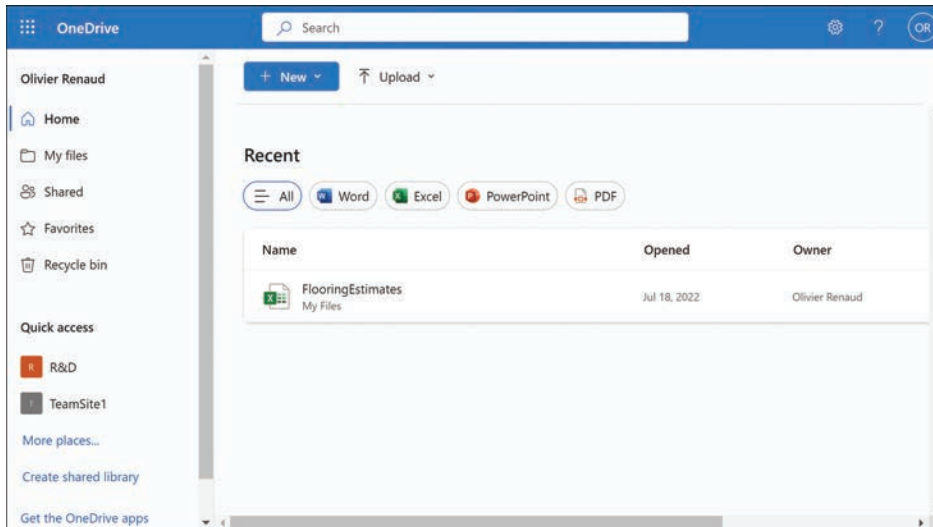 OneDrive
Search
OR
Olivier Renaud
Home
My files
Shared
Favorites
Recycle bin
Quick access
R R&D
T TeamSite1
More places...
Create shared library
Get the OneDrive apps
+ New
Upload
Recent
All Word Excel PowerPoint PDF
Name Opened Owner
FlooringEstimates Jul 18, 2022 Olivier Renaud
My Files